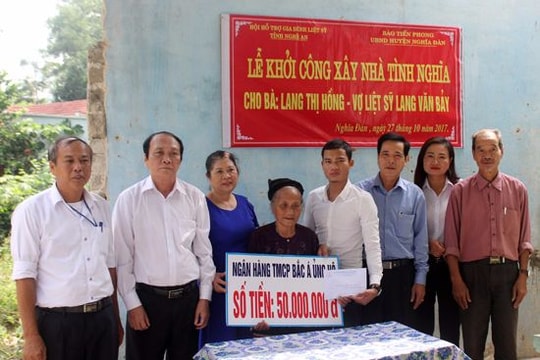 HỘI HỖ TRỢ GIA ĐÌNH LIỆT SỸ
TỈNH NGHỆ AN
BÁO TIỀN PHONG
UBND HUYỆN NGHĨA ĐÀN
LỄ KHỞI CÔNG XÂY NHÀ TÌNH NGHĨA
CHO BÀ: LANG THỊ HỒNG - VỢ LIỆT SỸ LANG VĂN BẢY
Nghĩa Đàn, ngày 27 tháng 10 năm 2017.
NGÂN HÀNG TMCP BẮC Á ỦNG HỘ
SỐ TIỀN: 50.000.000 đ